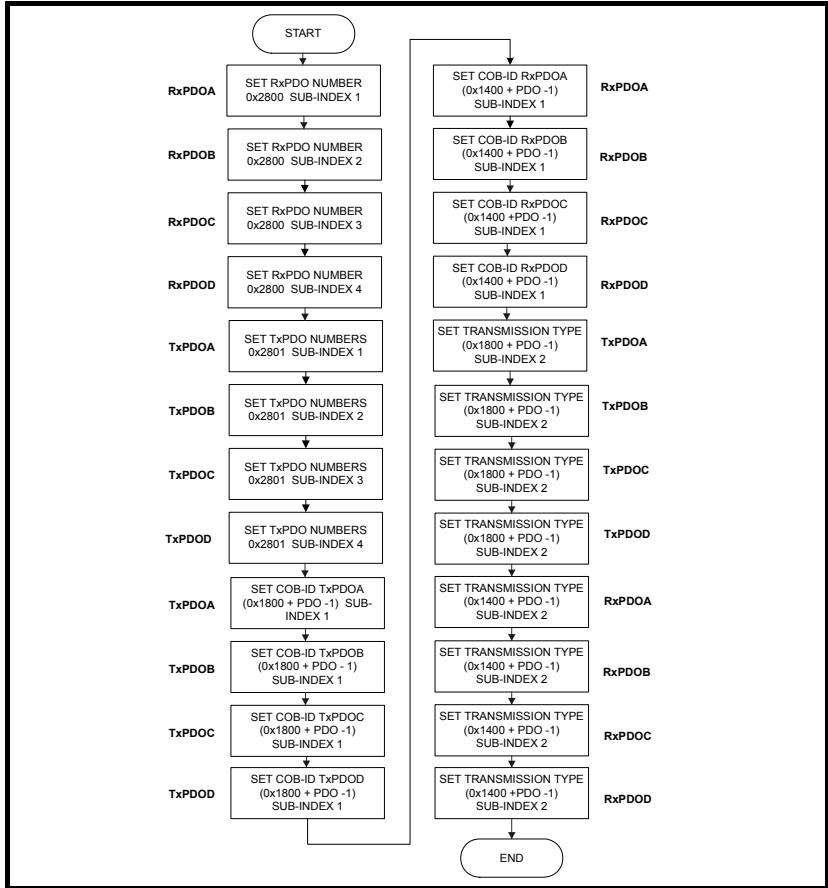 START
RxPDOA
SET RxPDO NUMBER
0x2800 SUB-INDEX 1
RxPDOB
SET RxPDO NUMBER
0x2800 SUB-INDEX 2
RxPDOC
SET RxPDO NUMBER
0x2800 SUB-INDEX 3
RxPDOD
SET RxPDO NUMBER
0x2800 SUB-INDEX 4
TxPDOA
SET TxPDO NUMBERS
0x2801 SUB-INDEX 1
TxPDOB
SET TxPDO NUMBERS
0x2801 SUB-INDEX 2
TxPDOC
SET TxPDO NUMBERS
0x2801 SUB-INDEX 3
TxPDOD
SET TxPDO NUMBERS
0x2801 SUB-INDEX 4
TxPDOA
SET COB-ID TxPDOA
(0x1800 + PDO -1) SUB-
INDEX 1
TxPDOB
SET COB-ID TxPDOB
(0x1800 + PDO - 1)
SUB-INDEX 1
TxPDOC
SET COB-ID TxPDOC
(0x1800 + PDO -1)
SUB-INDEX 1
TxPDOD
SET COB-ID TxPDOD
(0x1800 + PDO -1)
SUB-INDEX 1
SET COB-ID RxPDOA
(0x1400 + PDO -1)
SUB-INDEX 1
RxPDOA
SET COB-ID RxPDOB
(0x1400 + PDO -1)
SUB-INDEX 1
RxPDOB
SET COB-ID RxPDOC
(0x1400 +PDO -1)
SUB-INDEX 1
RxPDOC
SET COB-ID RxPDOD
(0x1400 + PDO -1)
SUB-INDEX 1
RxPDOD
SET TRANSMISSION TYPE
(0x1800 + PDO -1)
SUB-INDEX 2
TxPDOA
SET TRANSMISSION TYPE
(0x1800 + PDO -1)
SUB-INDEX 2
TxPDOB
SET TRANSMISSION TYPE
(0x1800 + PDO -1)
SUB-INDEX 2
TxPDOC
SET TRANSMISSION TYPE
(0x1800 + PDO -1)
SUB-INDEX 2
TxPDOD
SET TRANSMISSION TYPE
(0x1400 + PDO -1)
SUB-INDEX 2
RxPDOA
SET TRANSMISSION TYPE
(0x1400 + PDO -1)
SUB-INDEX 2
RxPDOB
SET TRANSMISSION TYPE
(0x1400 + PDO -1)
SUB-INDEX 2
RxPDOC
SET TRANSMISSION TYPE
(0x1400 +PDO -1)
SUB-INDEX 2
RxPDOD
END